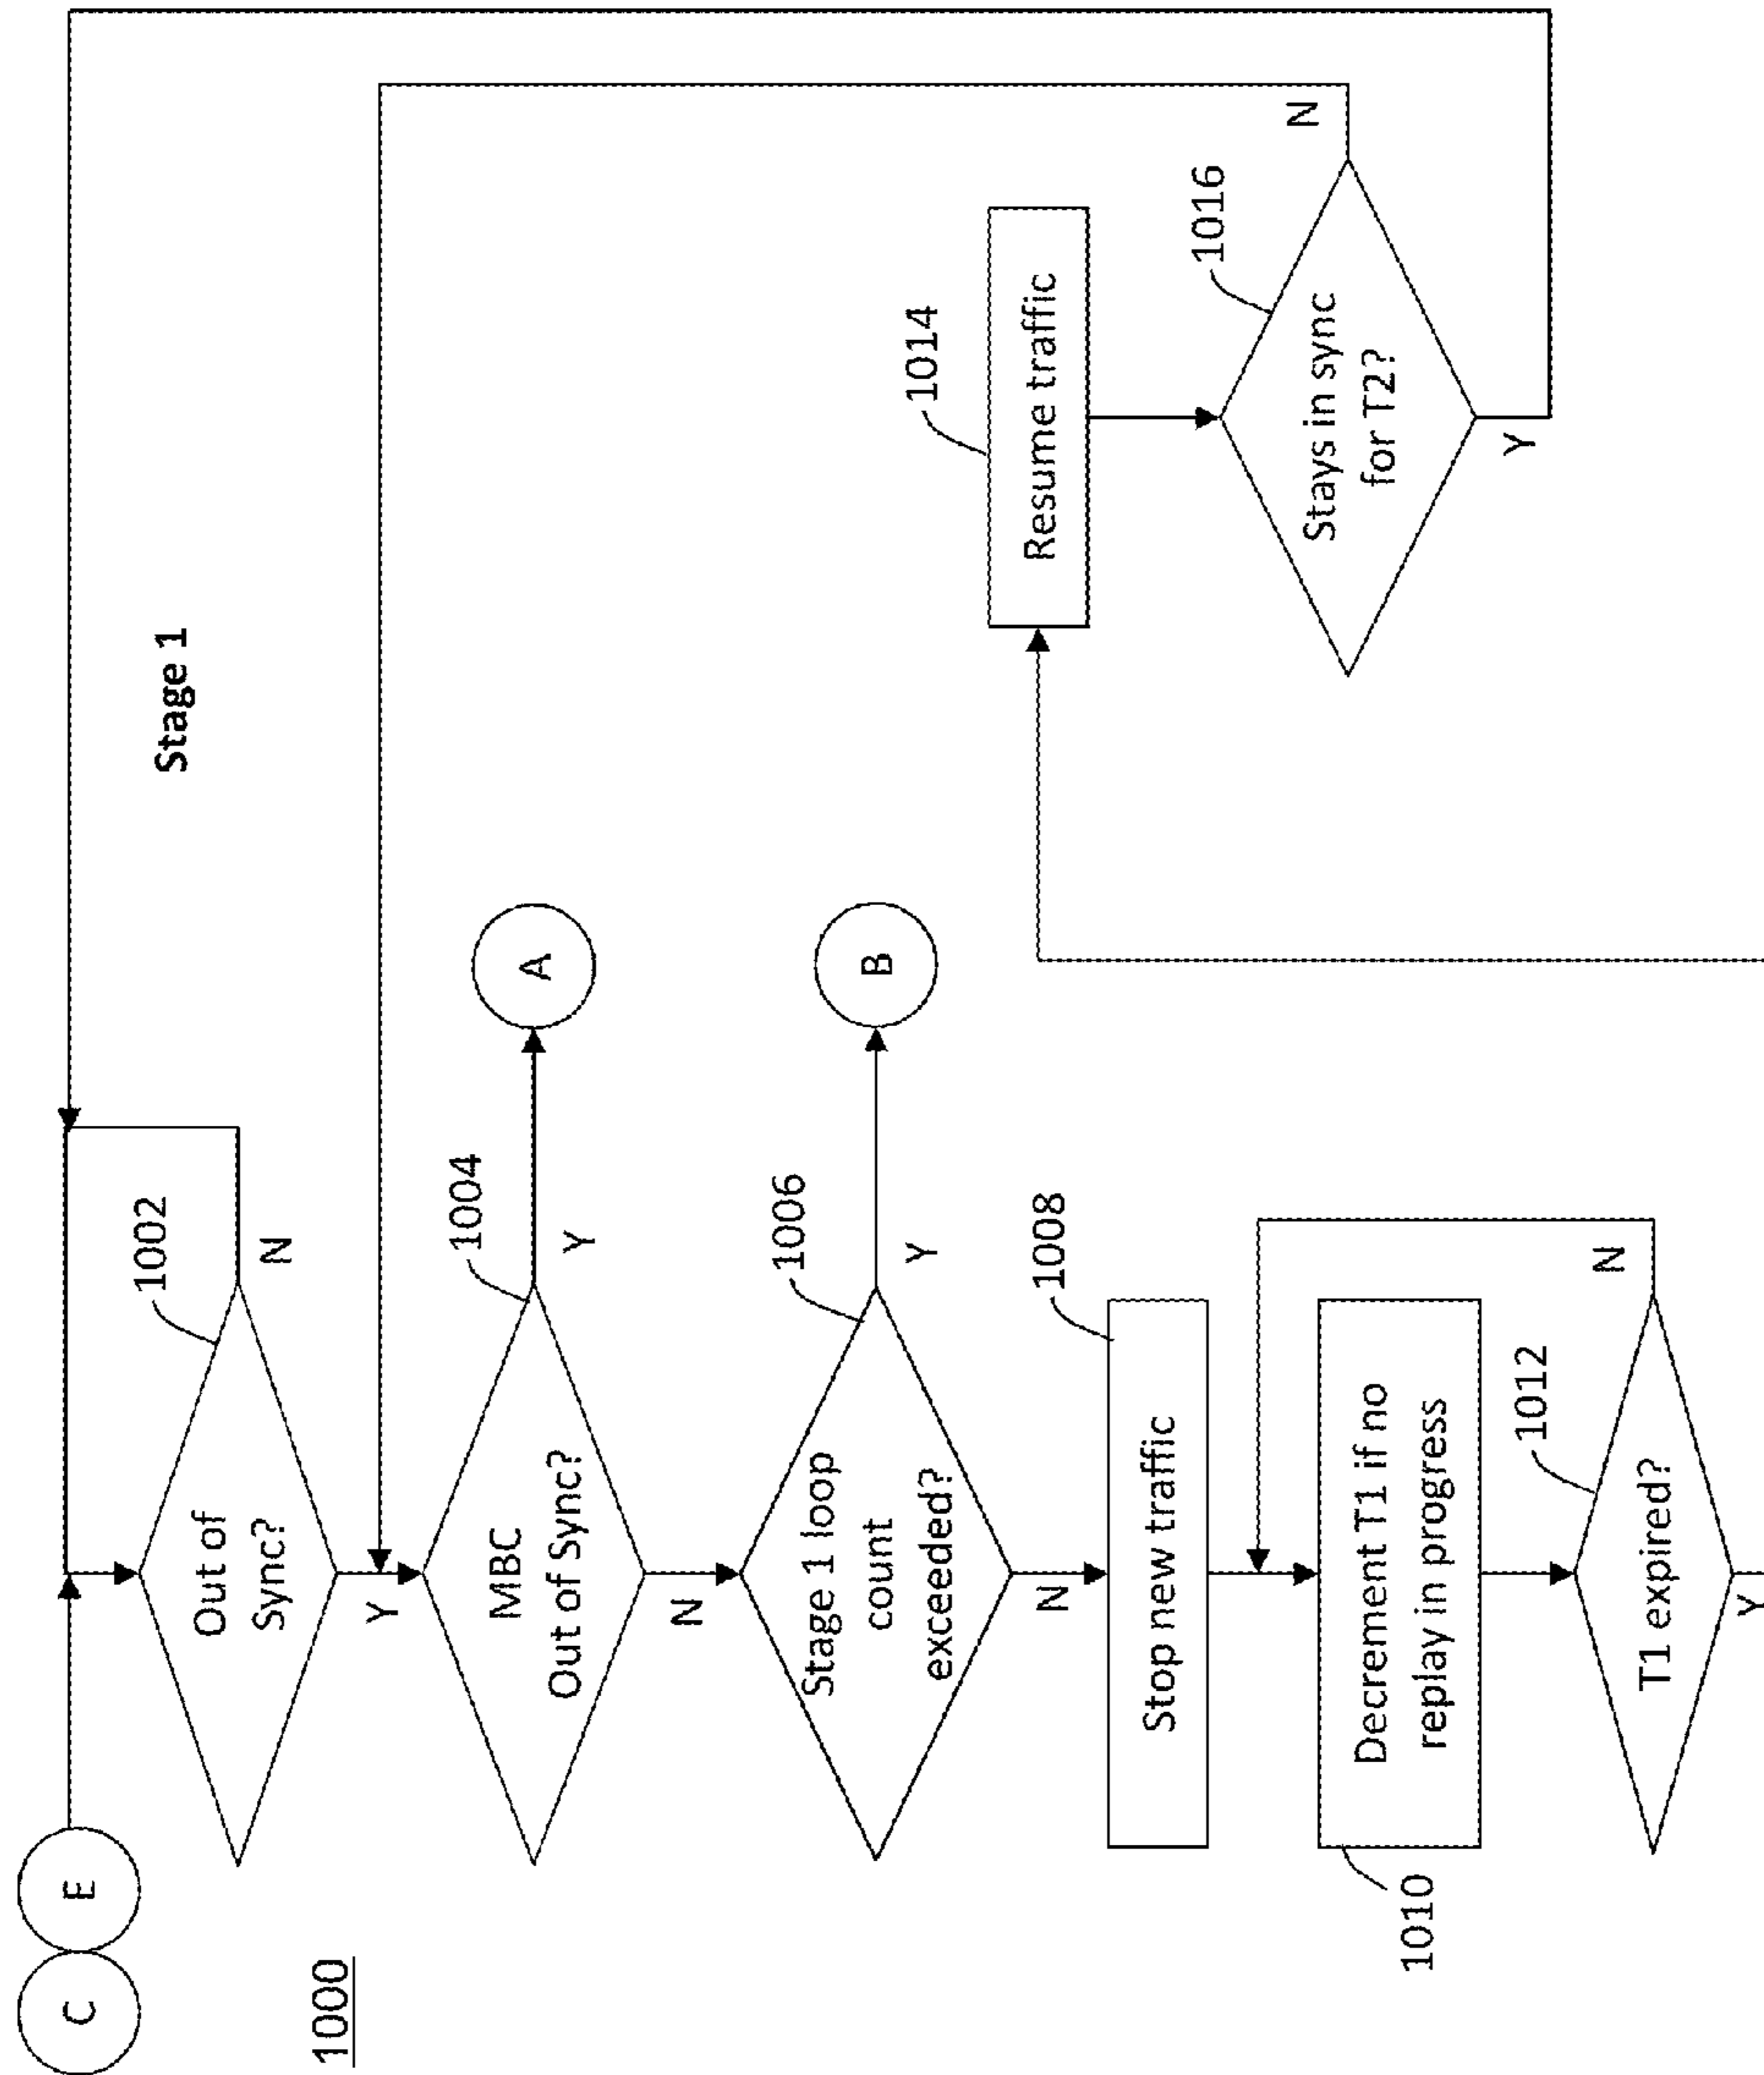 1000
C
E
Stage 1
1002
Out of
Sync?
N
Y
1004
MBC
Out of Sync?
Y
A
N
1006
Stage 1 loop
count
exceeded?
Y
B
N
1008
Stop new traffic
1010
Decrement T1 if no
replay in progress
1012
T1 expired?
N
Y
1014
Resume traffic
1016
Stays in sync
for T2?
N
Y